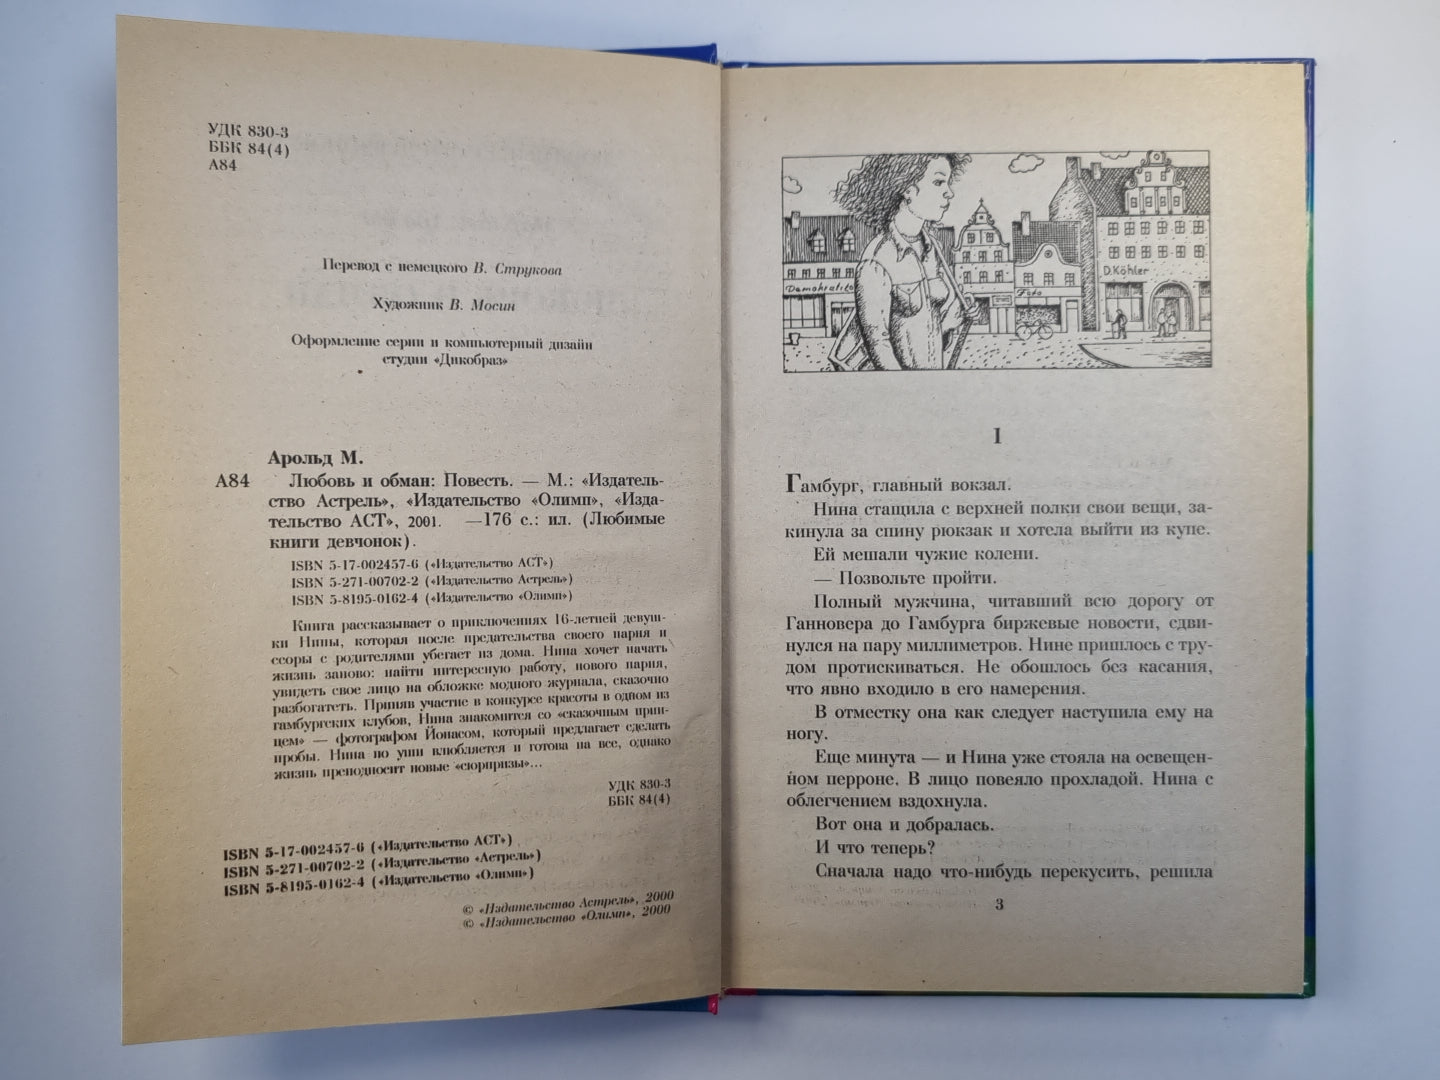 УДК 830-3
ББК 84(4)
А84
Перевод с немецкого В. Струкова
Художник В. Мосин
Оформление серии и компьютерный дизайн
студии «Дикобраз»
Арольд М.
А84 Любовь и обман: Повесть. — М.: «Издатель-
ство Астрель», «Издательство «Олимп», «Изда-
тельство АСТ», 2001. —176 с.: ил. (Любимые
книги девчонок).
ISBN 5-17-002457-6 («Издательство АСТ»)
ISBN 5-271-00702-2 («Издательство Астрель»)
ISBN 5-8195-0162-4 («Издательство «Олимп»)
Книга рассказывает о приключениях 16-летней девуш-
ки Нины, которая после предательства своего парня и
ссоры с родителями убегает из дома. Нина хочет начать
жизнь заново: найти интересную работу, нового парня,
увидеть свое лицо на обложке модного журнала, сказочно
разбогатеть. Приняв участие в конкурсе красоты в одном из
гамбургских клубов, Нина знакомится со «сказочным прин-
цем» — фотографом Йонасом, который предлагает сделать
пробы. Нина по уши влюбляется и готова на все, однако
жизнь преподносит новые «сюрпризы»...
УДК 830-3
ББК 84(4)
ISBN 5-17-002457-6 («Издательство АСТ»)
ISBN 5-271-00702-2 («Издательство «Астрель»)
ISBN 5-8195-0162-4 («Издательство «Олимп»)
© «Издательство Астрель», 2000
© «Издательство «Олимп», 2000
D.Köhler
Foto
I
Гамбург, главный вокзал.
Нина стащила с верхней полки свои вещи, за-
кинула за спину рюкзак и хотела выйти из купе.
Ей мешали чужие колени.
— Позвольте пройти.
Полный мужчина, читавший всю дорогу от
Ганновера до Гамбурга биржевые новости, сдви-
нулся на пару миллиметров. Нине пришлось с тру-
дом протискиваться. Не обошлось без касания,
что явно входило в его намерения.
В отместку она как следует наступила ему на
ногу.
Еще минута — и Нина уже стояла на освещен-
ном перроне. В лицо повеяло прохладой. Нина с
облегчением вздохнула.
Вот она и добралась.
И что теперь?
Сначала надо что-нибудь перекусить, решила
3